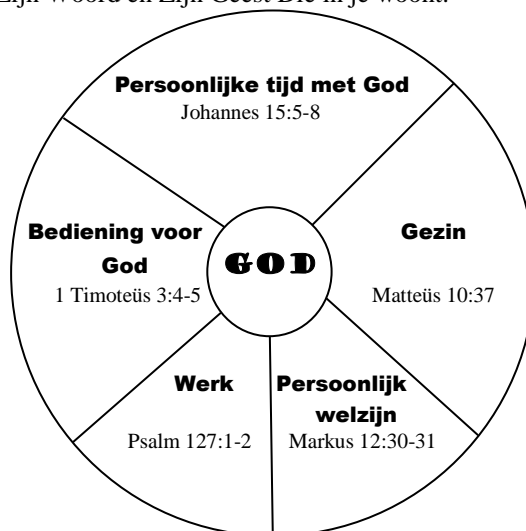 Zijn Woord en Zijn Geest Die in je woont.
Persoonlijke tijd met God
Johannes 15:5-8
Bediening voor
God
1 Timoteüs 3:4-5
GOD
Gezin
Matteüs 10:37
Werk
Psalm 127:1-2
Persoonlijk
welzijn
Markus 12:30-31